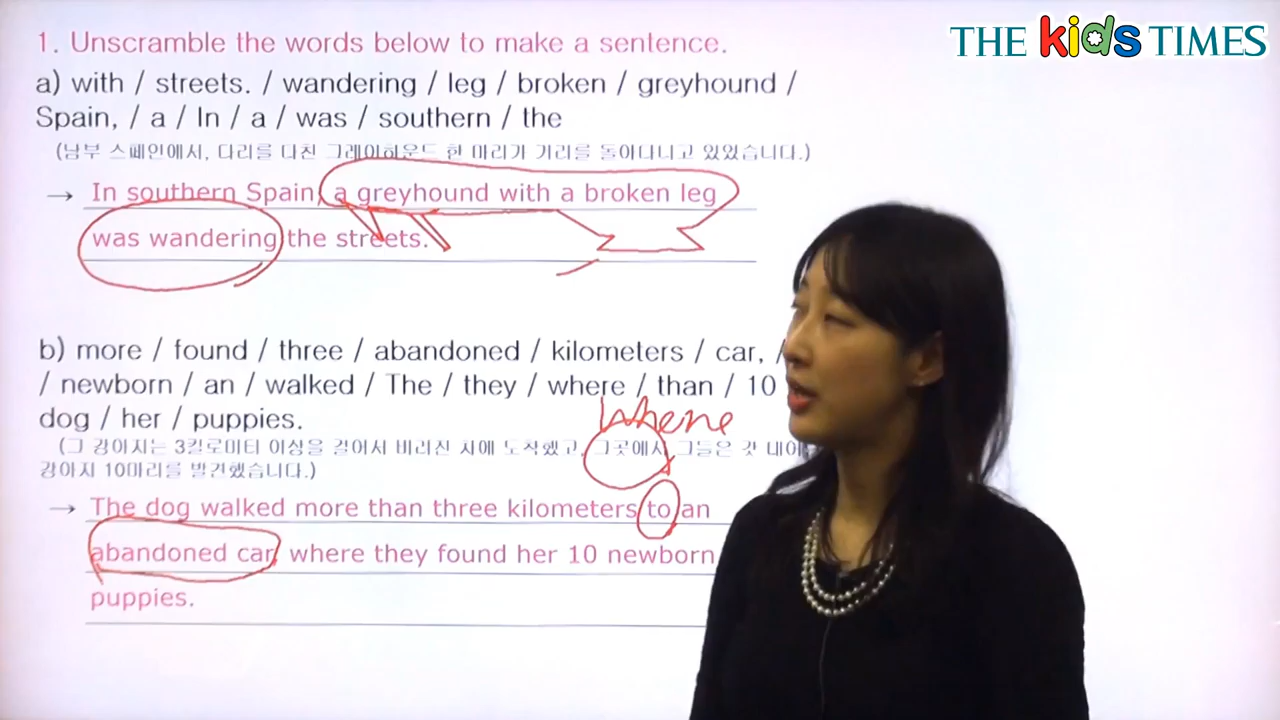 THE kids TIMES
1. Unscramble the words below to make a sentence.
a) with / streets. / wandering / leg / broken / greyhound /
Spain, / a / In / a / was / southern / the
(남부 스페인에서, 다리를 다친 그레이하운드 한 마리가 거리를 돌아다니고 있었습니다.)
→ In southern Spain, a greyhound with a broken leg
was wandering the streets.
b) more / found / three / abandoned / kilometers / car, /
/ newborn / an / walked / The / they / where / than / 10
dog / her / puppies.
where
(그 강아지는 3킬로미터 이상을 걸어서 버려진 차에 도착했고, 그곳에서 그들은 갓
강아지 10마리를 발견했습니다.)
→ The dog walked more than three kilometers to an
abandoned car, where they found her 10 newborn
puppies.